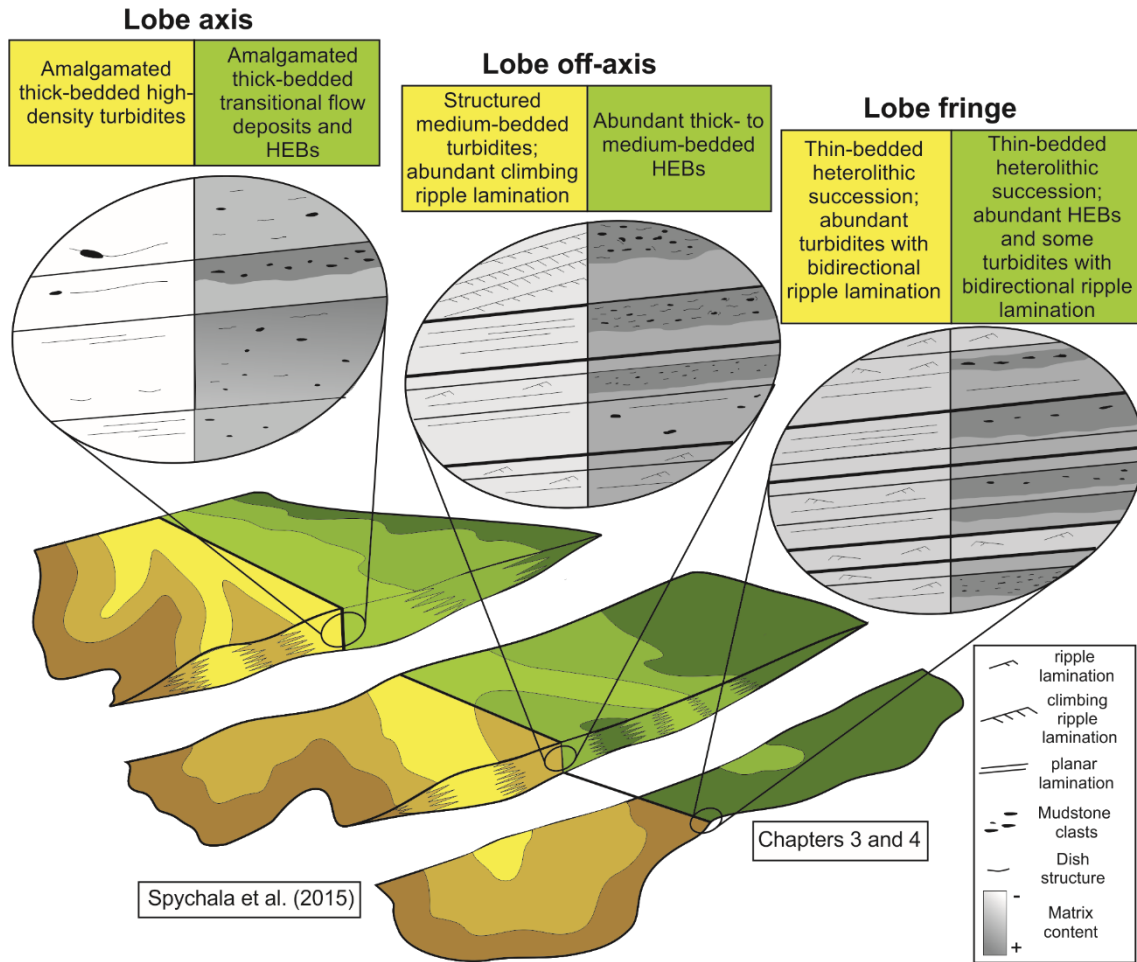 Lobe axis
Amalgamated
thick-bedded high-
density turbidites
Amalgamated
thick-bedded
transitional flow
deposits and
HEBs
Lobe off-axis
Structured
medium-bedded
turbidites;
abundant climbing
ripple lamination
Abundant thick- to
medium-bedded
HEBs
Lobe fringe
Thin-bedded
heterolithic
succession;
abundant
turbidites with
bidirectional
ripple lamination
Thin-bedded
heterolithic
succession;
abundant HEBs
and some
turbidites with
bidirectional ripple
lamination
Spychala et al. (2015)
Chapters 3 and 4
ripple
lamination
climbing
ripple
lamination
planar
lamination
Mudstone
clasts
Dish
structure
-
Matrix
content
+